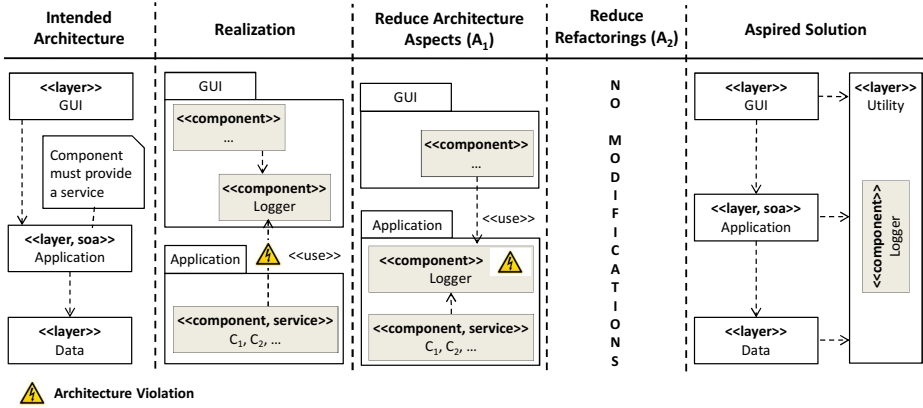 Intended
Architecture
Realization
Reduce Architecture
Aspects (A1)
Reduce
Refactorings (A2)
Aspired Solution
<<layer>>
GUI
Component
must provide
a service
<<layer, soa>>
Application
<<layer>>
Data
GUI
<<component>>
...
<<component>>
Logger
<<use>>
Application
<<component, service>>
C1, C2, ...
GUI
<<component>>
...
<<use>>
Application
<<component>>
Logger
<<component, service>>
C1, C2, ...
NO MODIFICATIONS
<<layer>>
GUI
<<layer, soa>>
Application
<<layer>>
Data
<<layer>>
Utility
<<component>>
Logger
Architecture Violation